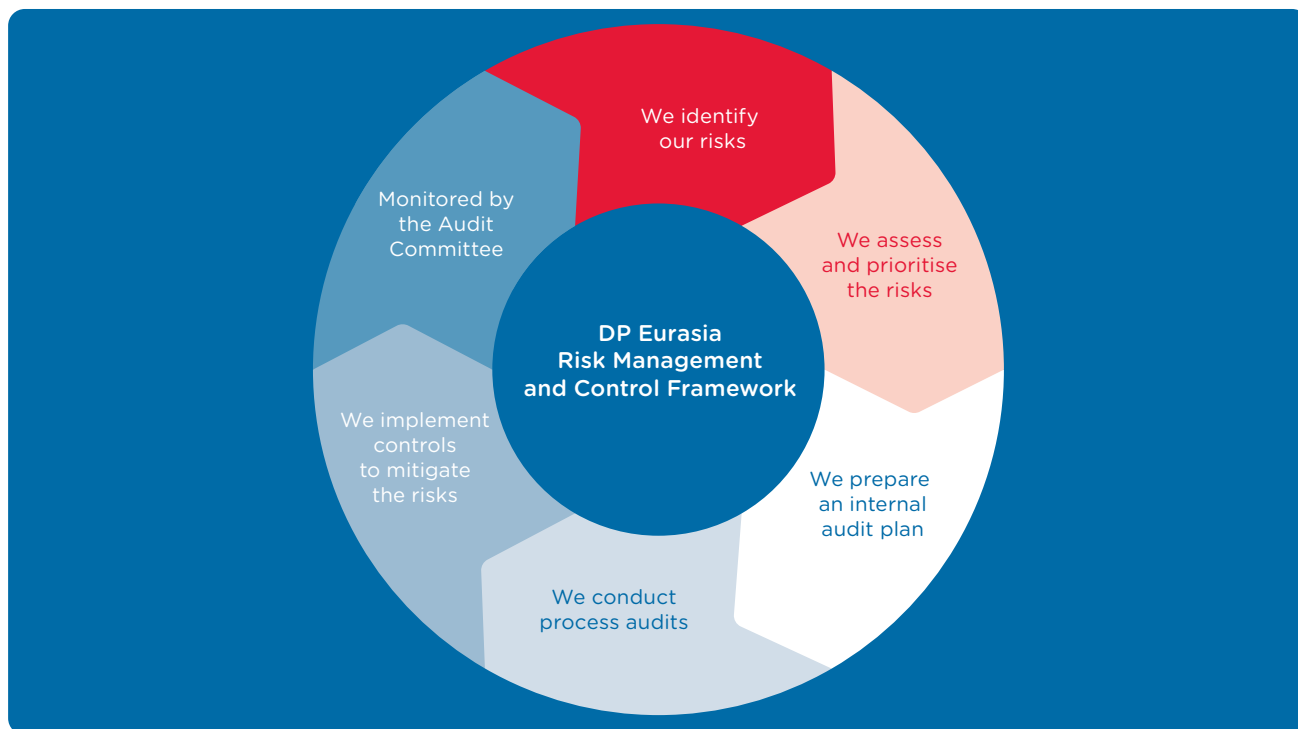 We identify
our risks
We assess
and prioritise
the risks
We prepare
an internal
audit plan
We conduct
process audits
We implement
controls
to mitigate
the risks
Monitored by
the Audit
Committee
DP Eurasia
Risk Management
and Control Framework